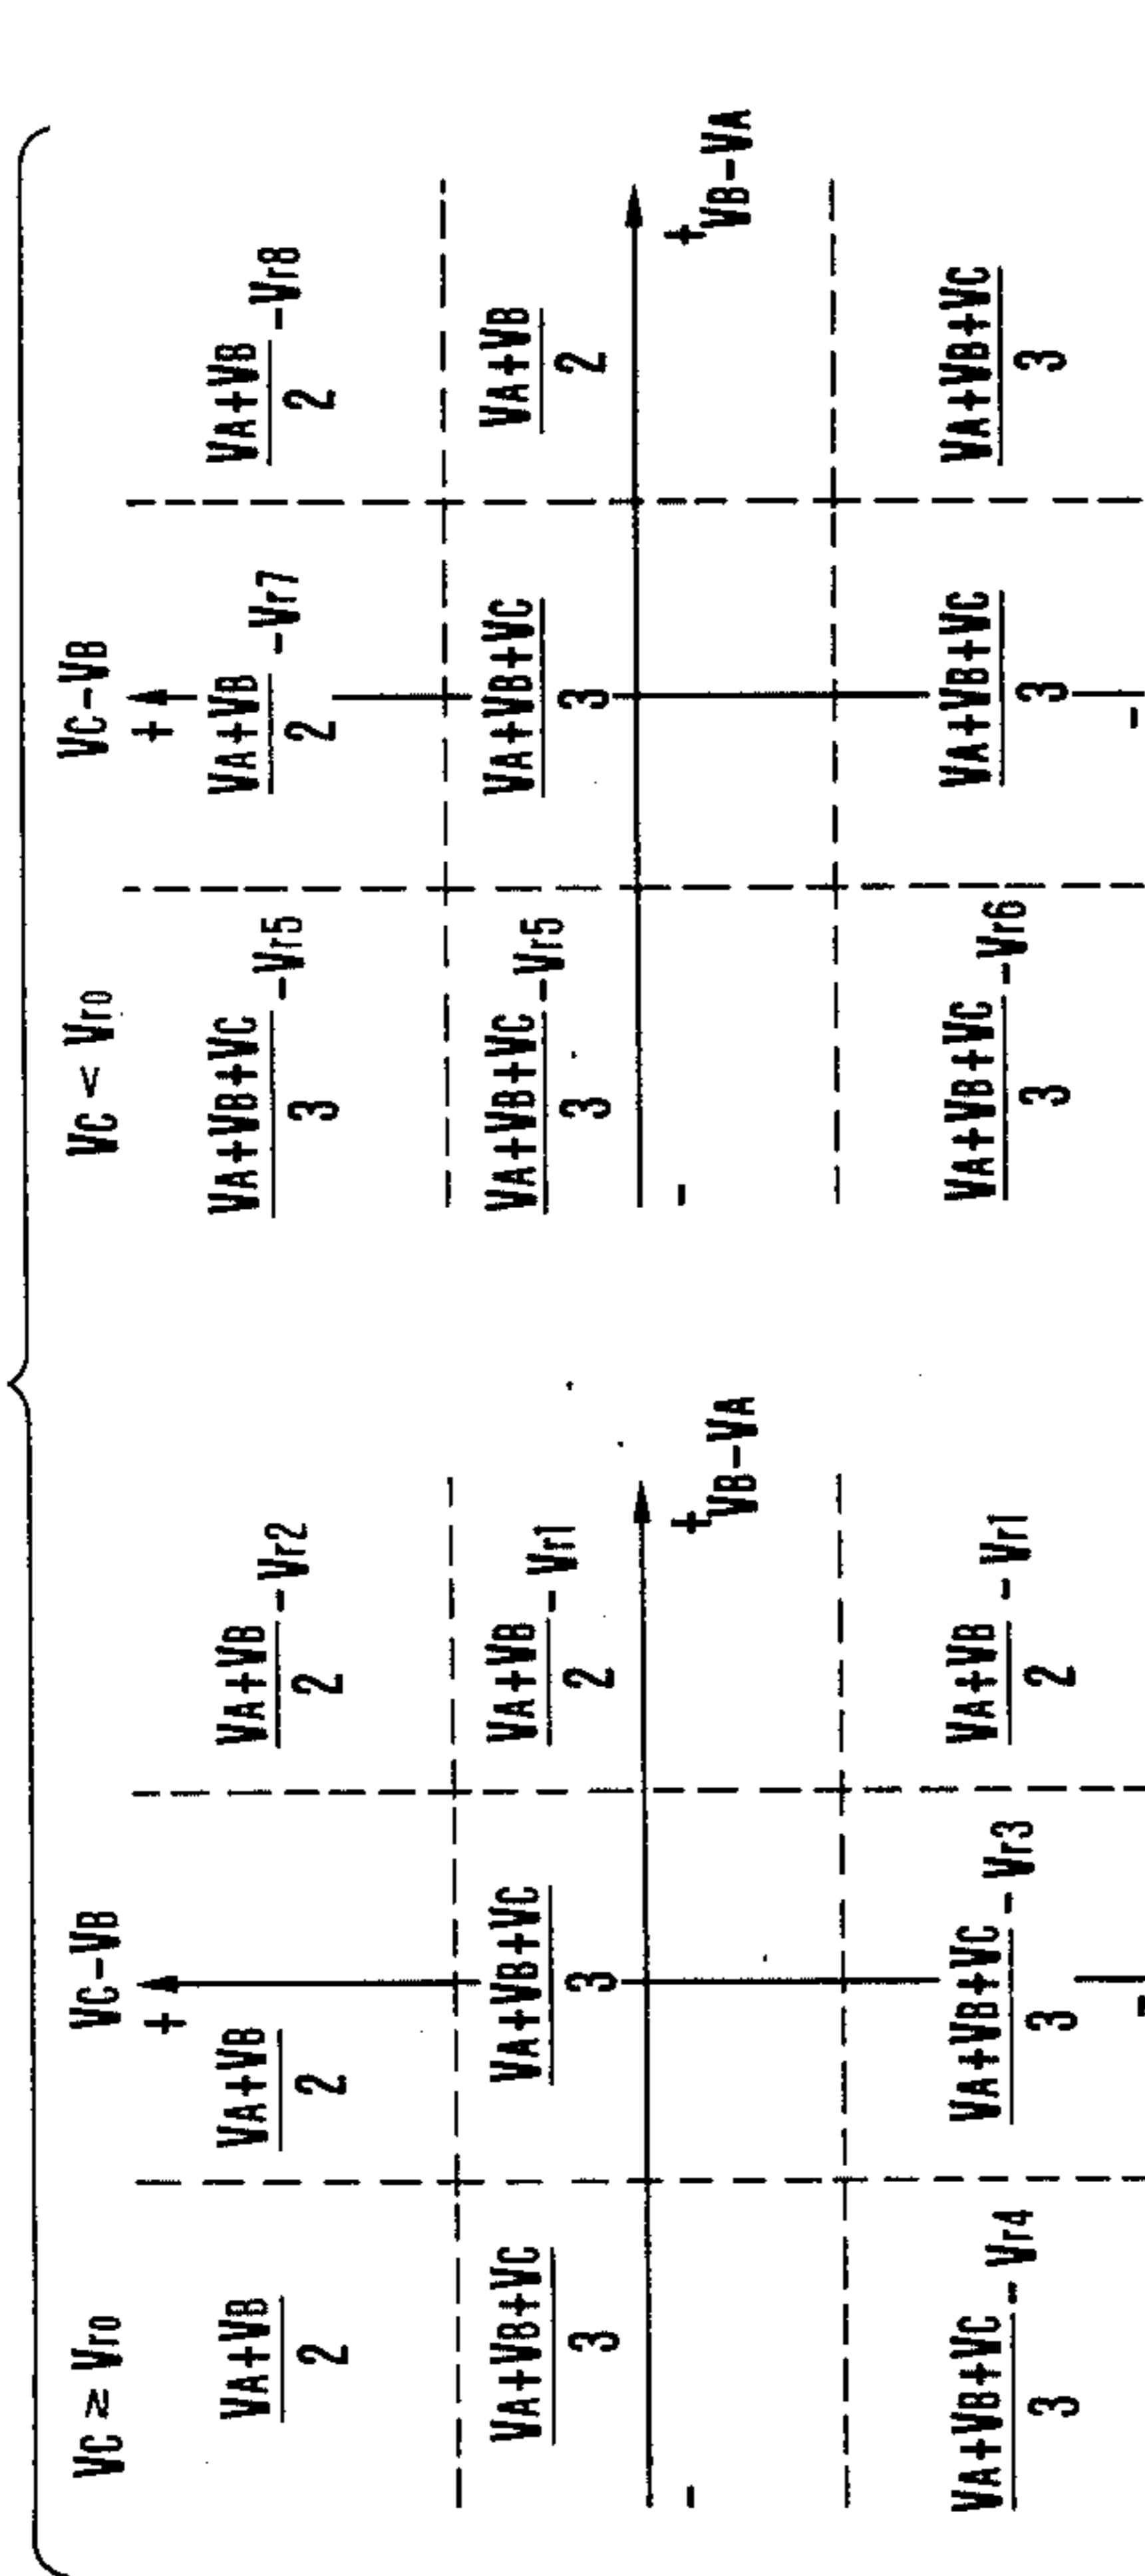 VC ≥ Vr0
VC-VB
+
VA+VB
2
VA+VB
2
VA+VB
2
-Vr2
VA+VB+VC
3
VA+VB+VC
3
VA+VB
2
-Vr1
-
+
VB-VA
VA+VB+VC
3
-Vr4
VA+VB+VC
3
-Vr3
VA+VB
2
-Vr1
-
VC < Vr0
VC-VB
+
VA+VB+VC
3
-Vr5
VA+VB
2
-Vr7
VA+VB
2
-Vr8
VA+VB+VC
3
-Vr5
VA+VB+VC
3
VA+VB
2
-
+
VB-VA
VA+VB+VC
3
-Vr6
VA+VB+VC
3
VA+VB+VC
3
-